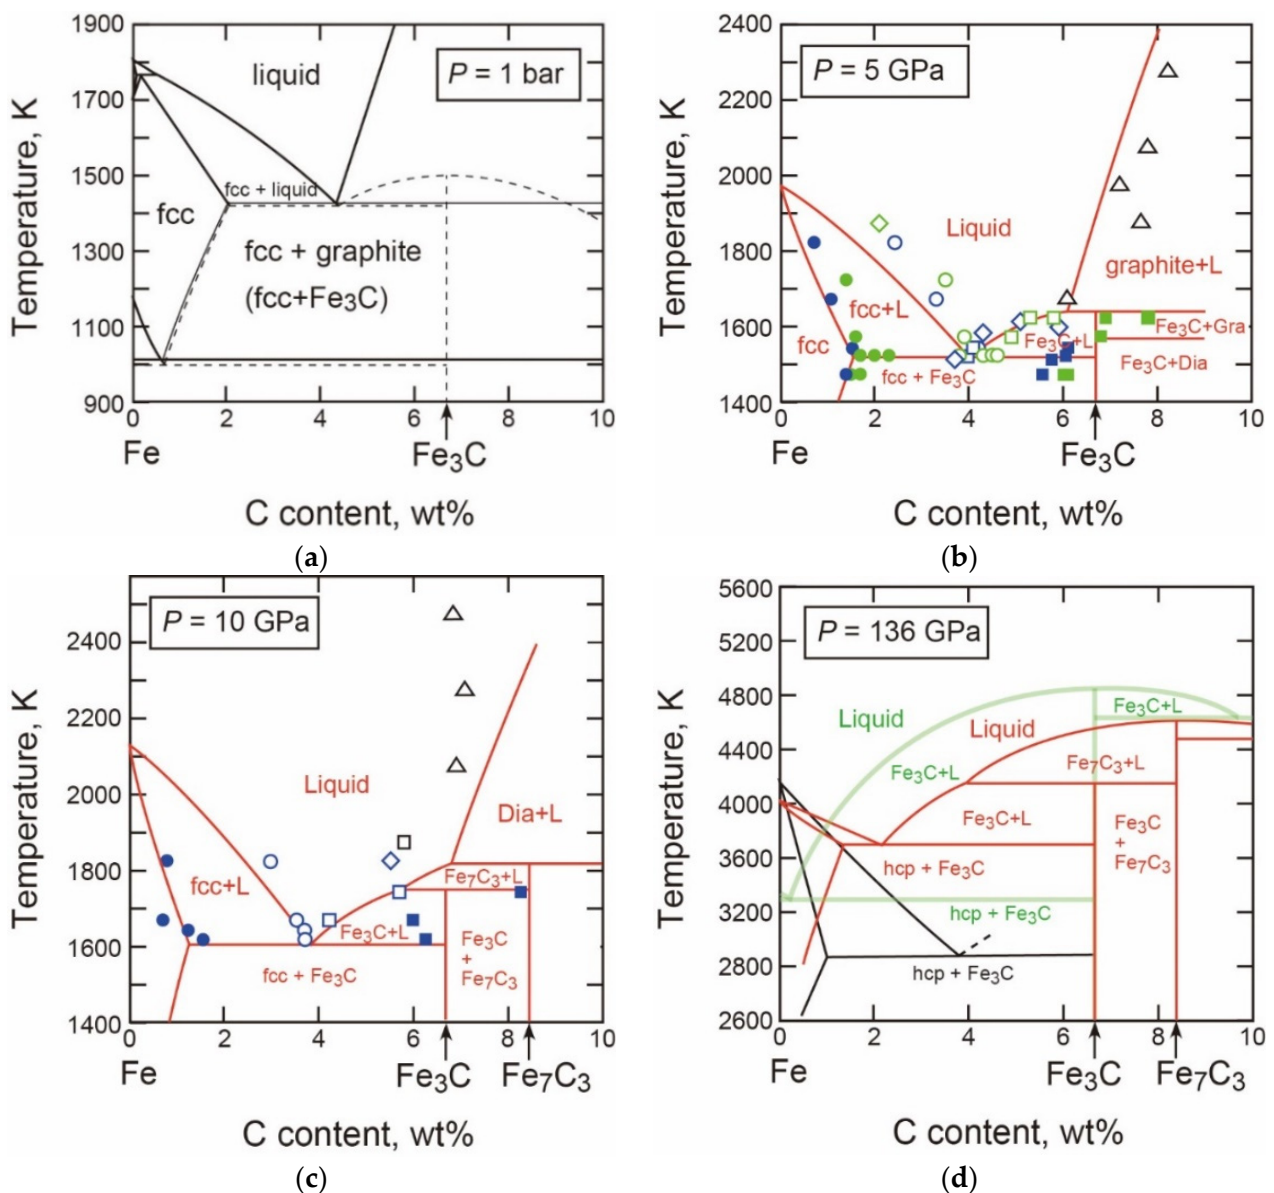 1900
1700
1500
1300
1100
900
Temperature, K
P = 1 bar
liquid
fcc + liquid
fcc
fcc + graphite
(fcc+Fe₃C)
0 2 4 6 8 10
Fe
Fe₃C
C content, wt%
(a)
2400
2200
2000
1800
1600
1400
Temperature, K
P = 5 GPa
Liquid
graphite+L
fcc+L
fcc
Fe₃C+L
Fe₃C+Gra
Fe₃C+Dia
fcc + Fe₃C
0 2 4 6 8 10
Fe
Fe₃C
C content, wt%
(b)
2400
2200
2000
1800
1600
1400
Temperature, K
P = 10 GPa
Liquid
Dia+L
fcc+L
Fe₇C₃+L
Fe₃C+L
Fe₃C
+
Fe₇C₃
fcc + Fe₃C
0 2 4 6 8 10
Fe
Fe₃C
Fe₇C₃
C content, wt%
(c)
5600
5200
4800
4400
4000
3600
3200
2800
2600
Temperature, K
P = 136 GPa
Liquid
Liquid
Fe₃C+L
Fe₃C+L
Fe₇C₃+L
Fe₃C+L
Fe₃C
+
Fe₇C₃
hcp + Fe₃C
hcp + Fe₃C
hcp + Fe₃C
0 2 4 6 8 10
Fe
Fe₃C
Fe₇C₃
C content, wt%
(d)